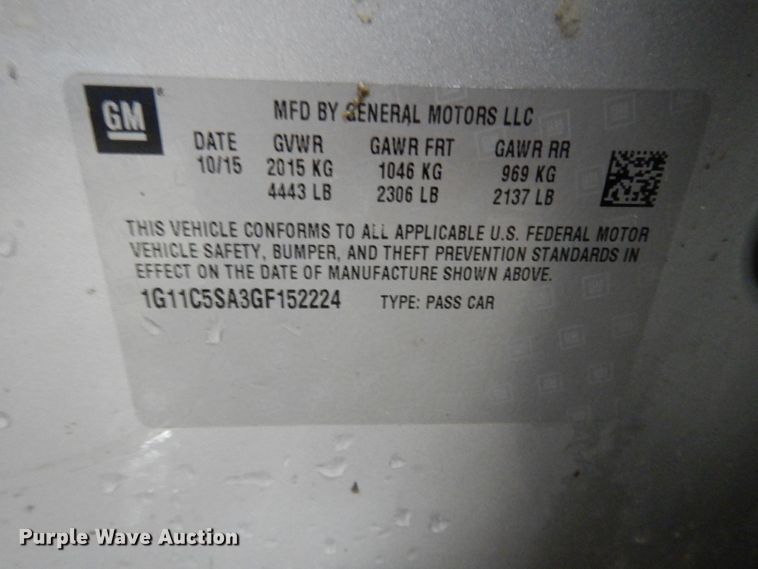 GM
MFD BY GENERAL MOTORS LLC
DATE GVWR GAWR FRT GAWR RR
10/15 2015 KG 1046 KG 969 KG
4443 LB 2306 LB 2137 LB
THIS VEHICLE CONFORMS TO ALL APPLICABLE U.S. FEDERAL MOTOR
VEHICLE SAFETY, BUMPER, AND THEFT PREVENTION STANDARDS IN
EFFECT ON THE DATE OF MANUFACTURE SHOWN ABOVE.
1G11C5SA3GF152224 TYPE: PASS CAR
Purple Wave Auction